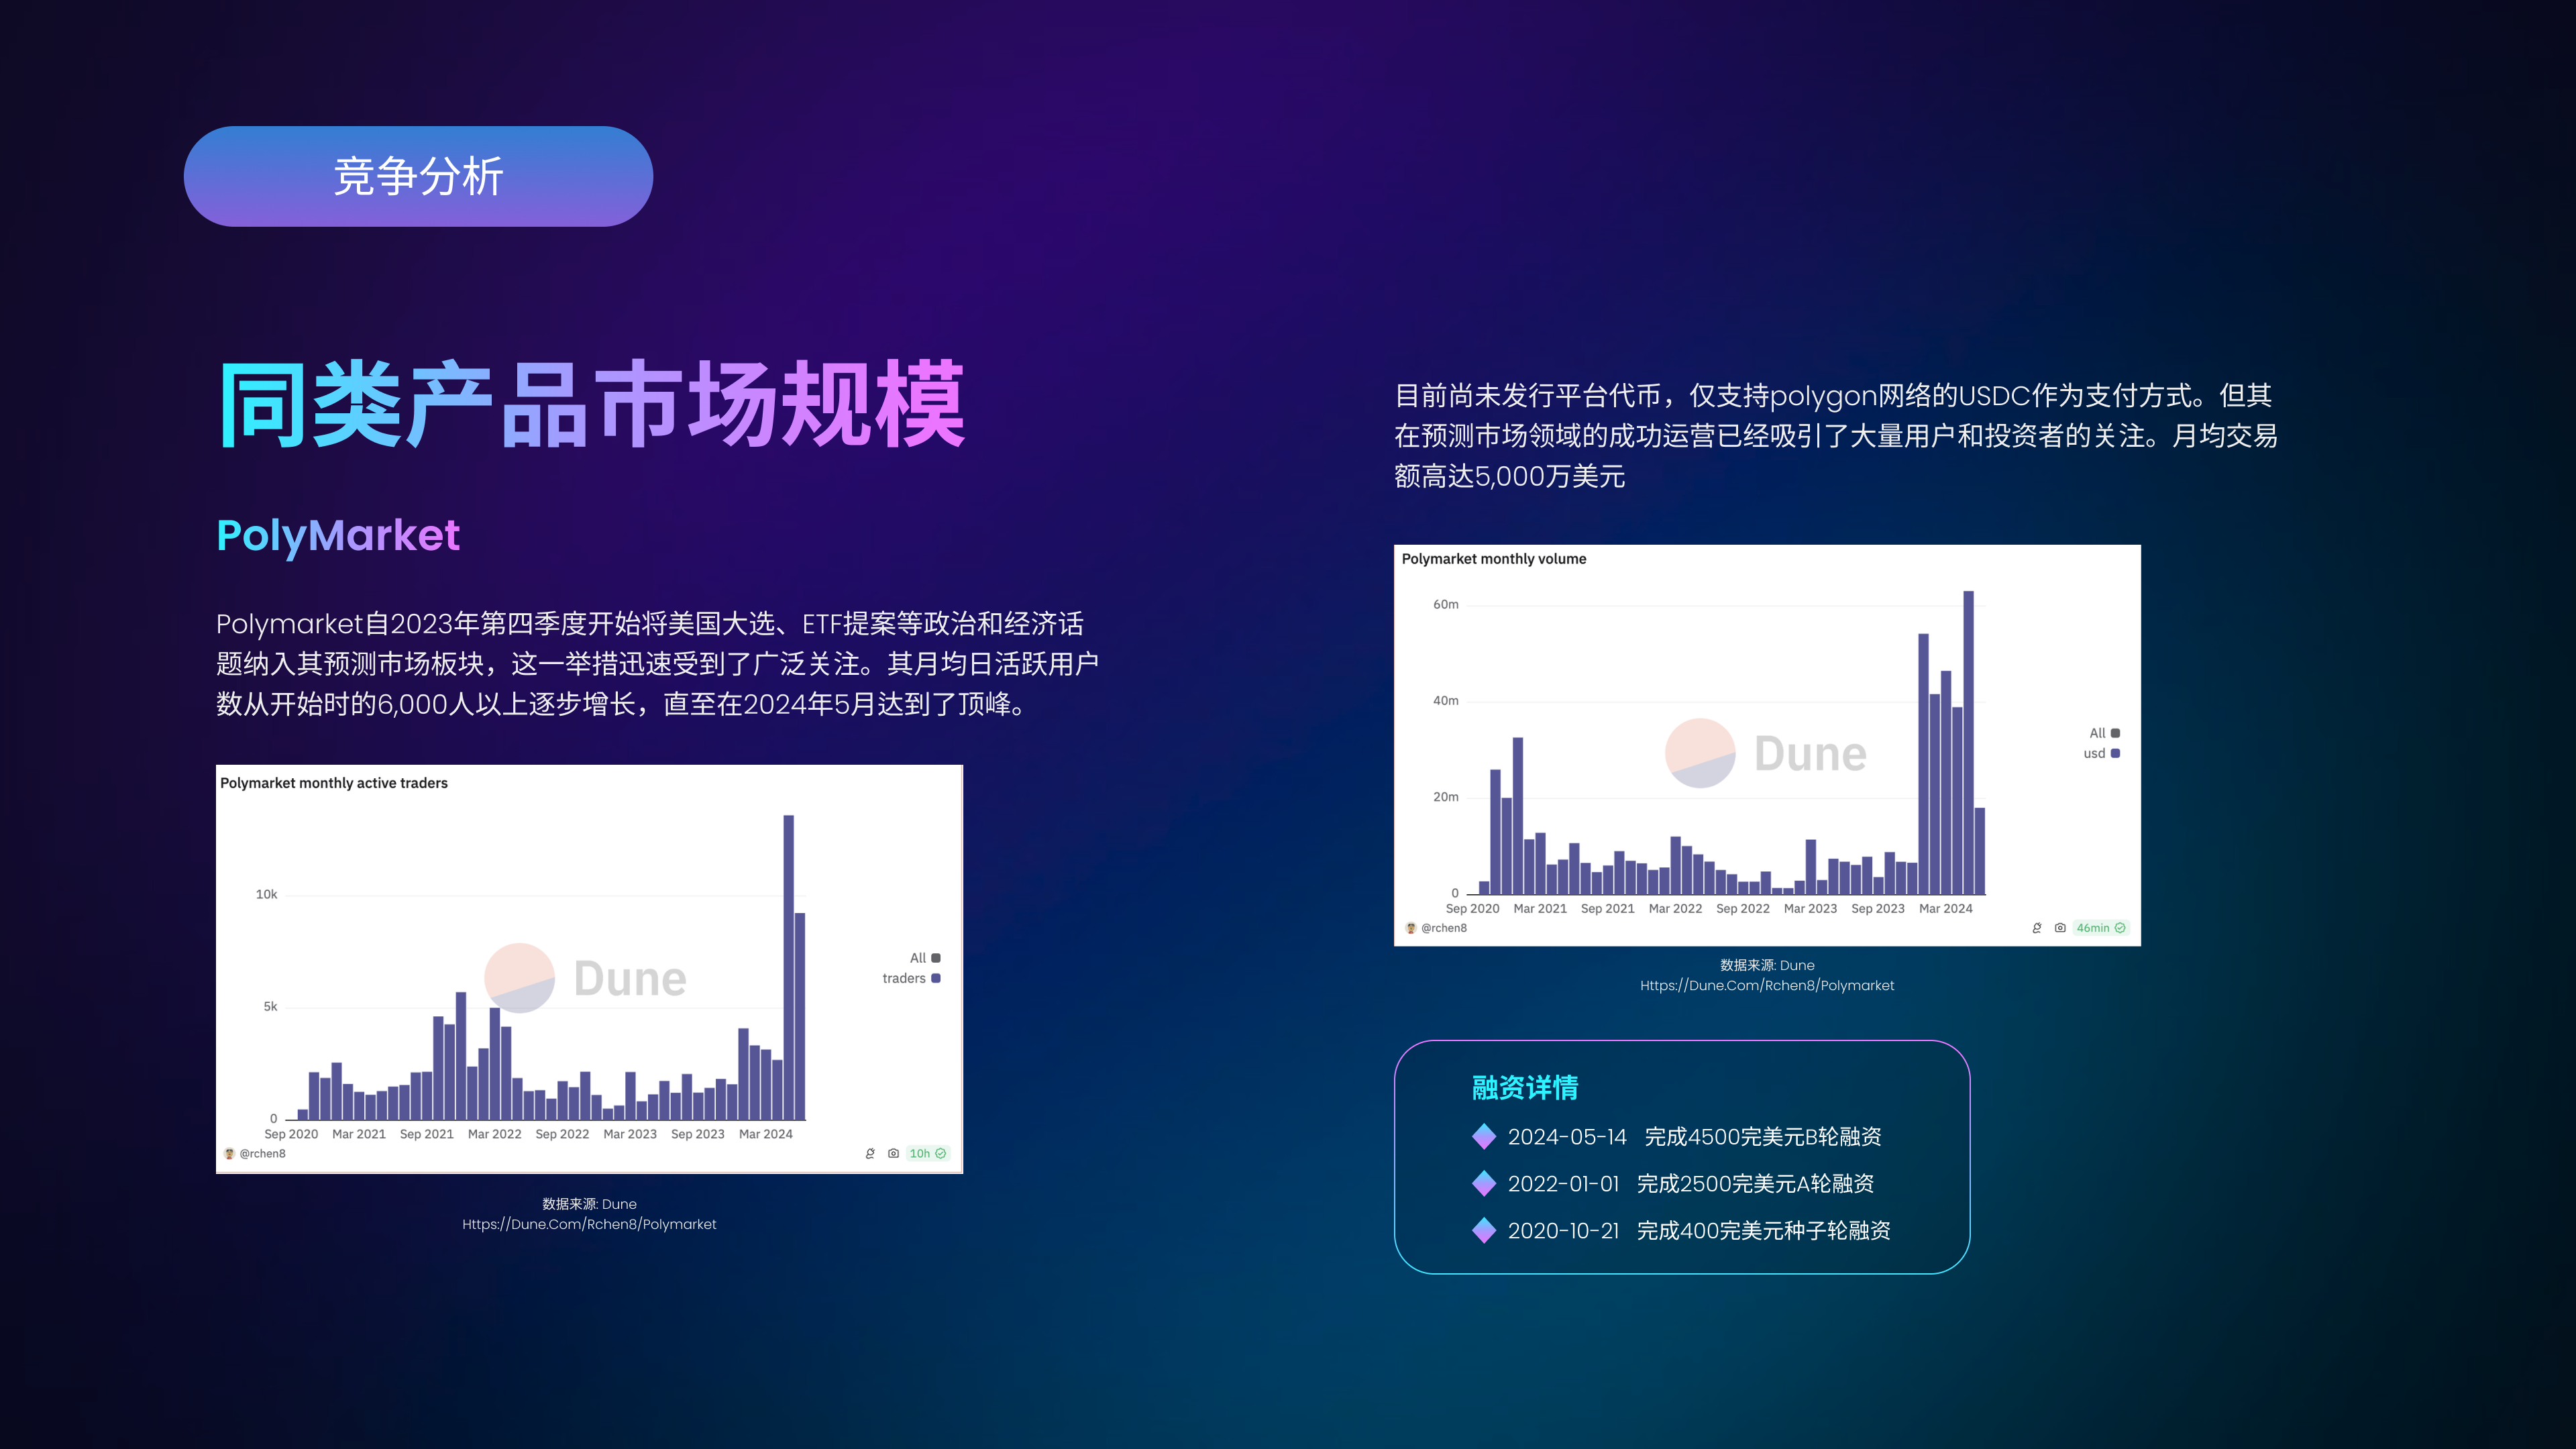 竞争分析
同类产品市场规模
PolyMarket
Polymarket自2023年第四季度开始将美国大选、ETF提案等政治和经济话
题纳入其预测市场板块，这一举措迅速受到了广泛关注。其月均日活跃用户
数从开始时的6,000人以上逐步增长，直至在2024年5月达到了顶峰。
Polymarket monthly active traders
10k
5k
0
Sep 2020 Mar 2021 Sep 2021 Mar 2022 Sep 2022 Mar 2023 Sep 2023 Mar 2024
Dune
All
traders
@rchen8
10h
数据来源: Dune
Https://Dune.Com/Rchen8/Polymarket
目前尚未发行平台代币，仅支持polygon网络的USDC作为支付方式。但其
在预测市场领域的成功运营已经吸引了大量用户和投资者的关注。月均交易
额高达5,000万美元
Polymarket monthly volume
60m
40m
20m
0
Sep 2020 Mar 2021 Sep 2021 Mar 2022 Sep 2022 Mar 2023 Sep 2023 Mar 2024
Dune
All
usd
@rchen8
46min
数据来源: Dune
Https://Dune.Com/Rchen8/Polymarket
融资详情
2024-05-14 完成4500完美元B轮融资
2022-01-01 完成2500完美元A轮融资
2020-10-21 完成400完美元种子轮融资